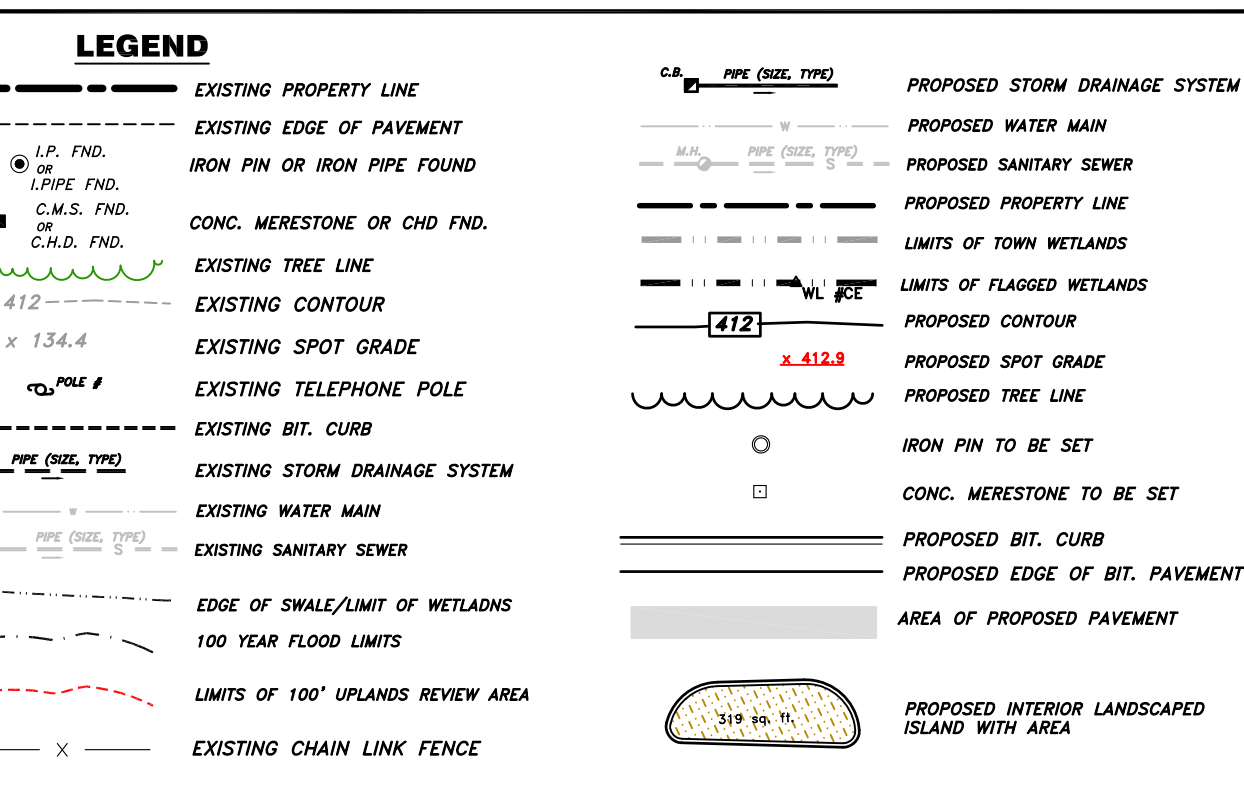 LEGEND
EXISTING PROPERTY LINE
EXISTING EDGE OF PAVEMENT
I.P. FND.
OR
I.PIPE FND.
IRON PIN OR IRON PIPE FOUND
C.M.S. FND.
OR
C.H.D. FND.
CONC. MERESTONE OR CHD FND.
EXISTING TREE LINE
412
EXISTING CONTOUR
x 134.4
EXISTING SPOT GRADE
POLE #
EXISTING TELEPHONE POLE
EXISTING BIT. CURB
PIPE (SIZE, TYPE)
EXISTING STORM DRAINAGE SYSTEM
W
EXISTING WATER MAIN
PIPE (SIZE, TYPE)
S
EXISTING SANITARY SEWER
EDGE OF SWALE/LIMIT OF WETLADNS
100 YEAR FLOOD LIMITS
LIMITS OF 100' UPLANDS REVIEW AREA
X
EXISTING CHAIN LINK FENCE
C.B.
PIPE (SIZE, TYPE)
PROPOSED STORM DRAINAGE SYSTEM
W
PROPOSED WATER MAIN
M.H.
PIPE (SIZE, TYPE)
S
PROPOSED SANITARY SEWER
PROPOSED PROPERTY LINE
LIMITS OF TOWN WETLANDS
WL #CE
LIMITS OF FLAGGED WETLANDS
412
PROPOSED CONTOUR
x 412.9
PROPOSED SPOT GRADE
PROPOSED TREE LINE
IRON PIN TO BE SET
CONC. MERESTONE TO BE SET
PROPOSED BIT. CURB
PROPOSED EDGE OF BIT. PAVEMENT
AREA OF PROPOSED PAVEMENT
319 sq. ft.
PROPOSED INTERIOR LANDSCAPED
ISLAND WITH AREA